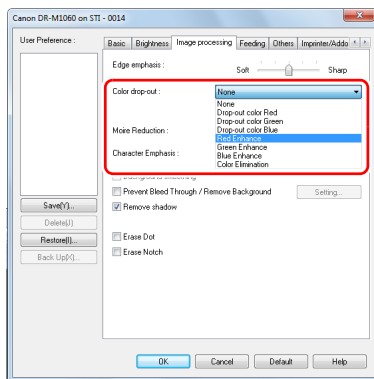 Canon DR-M1060 on STI - 0014
User Preference :
Basic Brightness Image processing Feeding Others Imprinter/Addo
Edge emphasis :
Soft Sharp
Color drop-out : None
None
Drop-out color Red
Drop-out color Green
Moire Reduction : Drop-out color Blue
Red Enhance
Green Enhance
Character Emphasis : Blue Enhance
Color Elimination
Prevent Bleed Through / Remove Background Setting...
Save(Y)... Remove shadow
Delete(J)
Restore(I)... Erase Dot
Back Up(X)... Erase Notch
OK Cancel Default Help